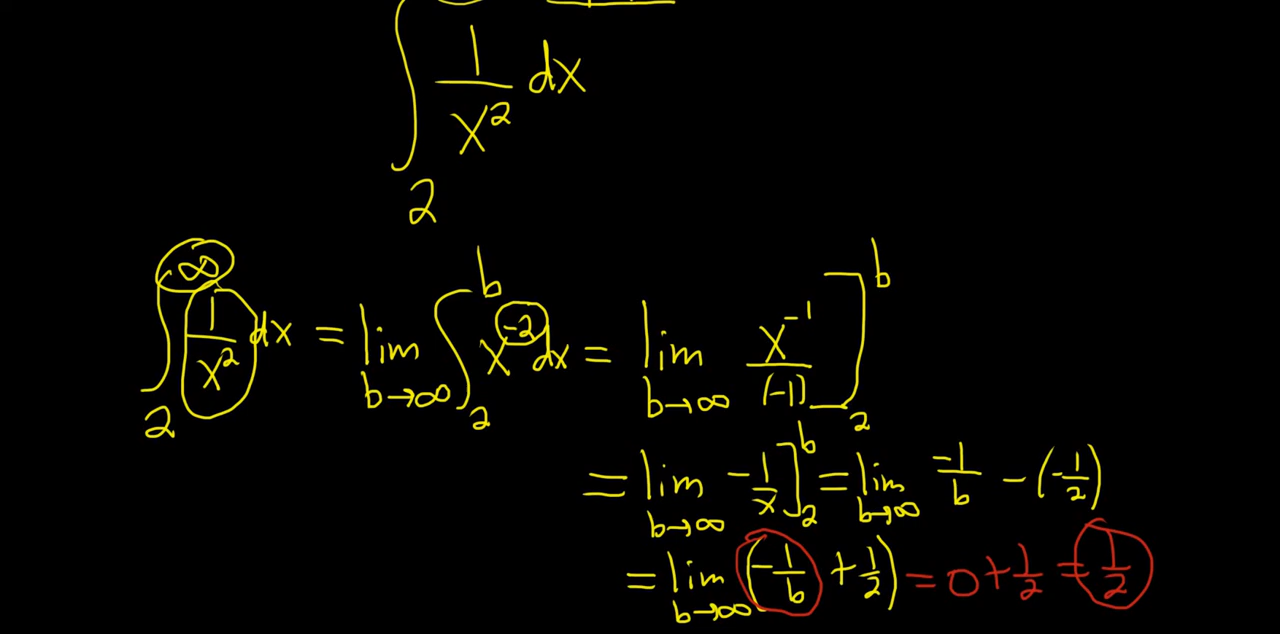 ∫₂ 1/x² dx
∫₂^∞ 1/x² dx = lim b→∞ ∫₂^b x⁻² dx = lim b→∞ x⁻¹/(-1) ]₂^b
= lim b→∞ -1/x ]₂^b = lim b→∞ -1/b - (-1/2)
= lim b→∞ (-1/b + 1/2) = 0 + 1/2 = 1/2